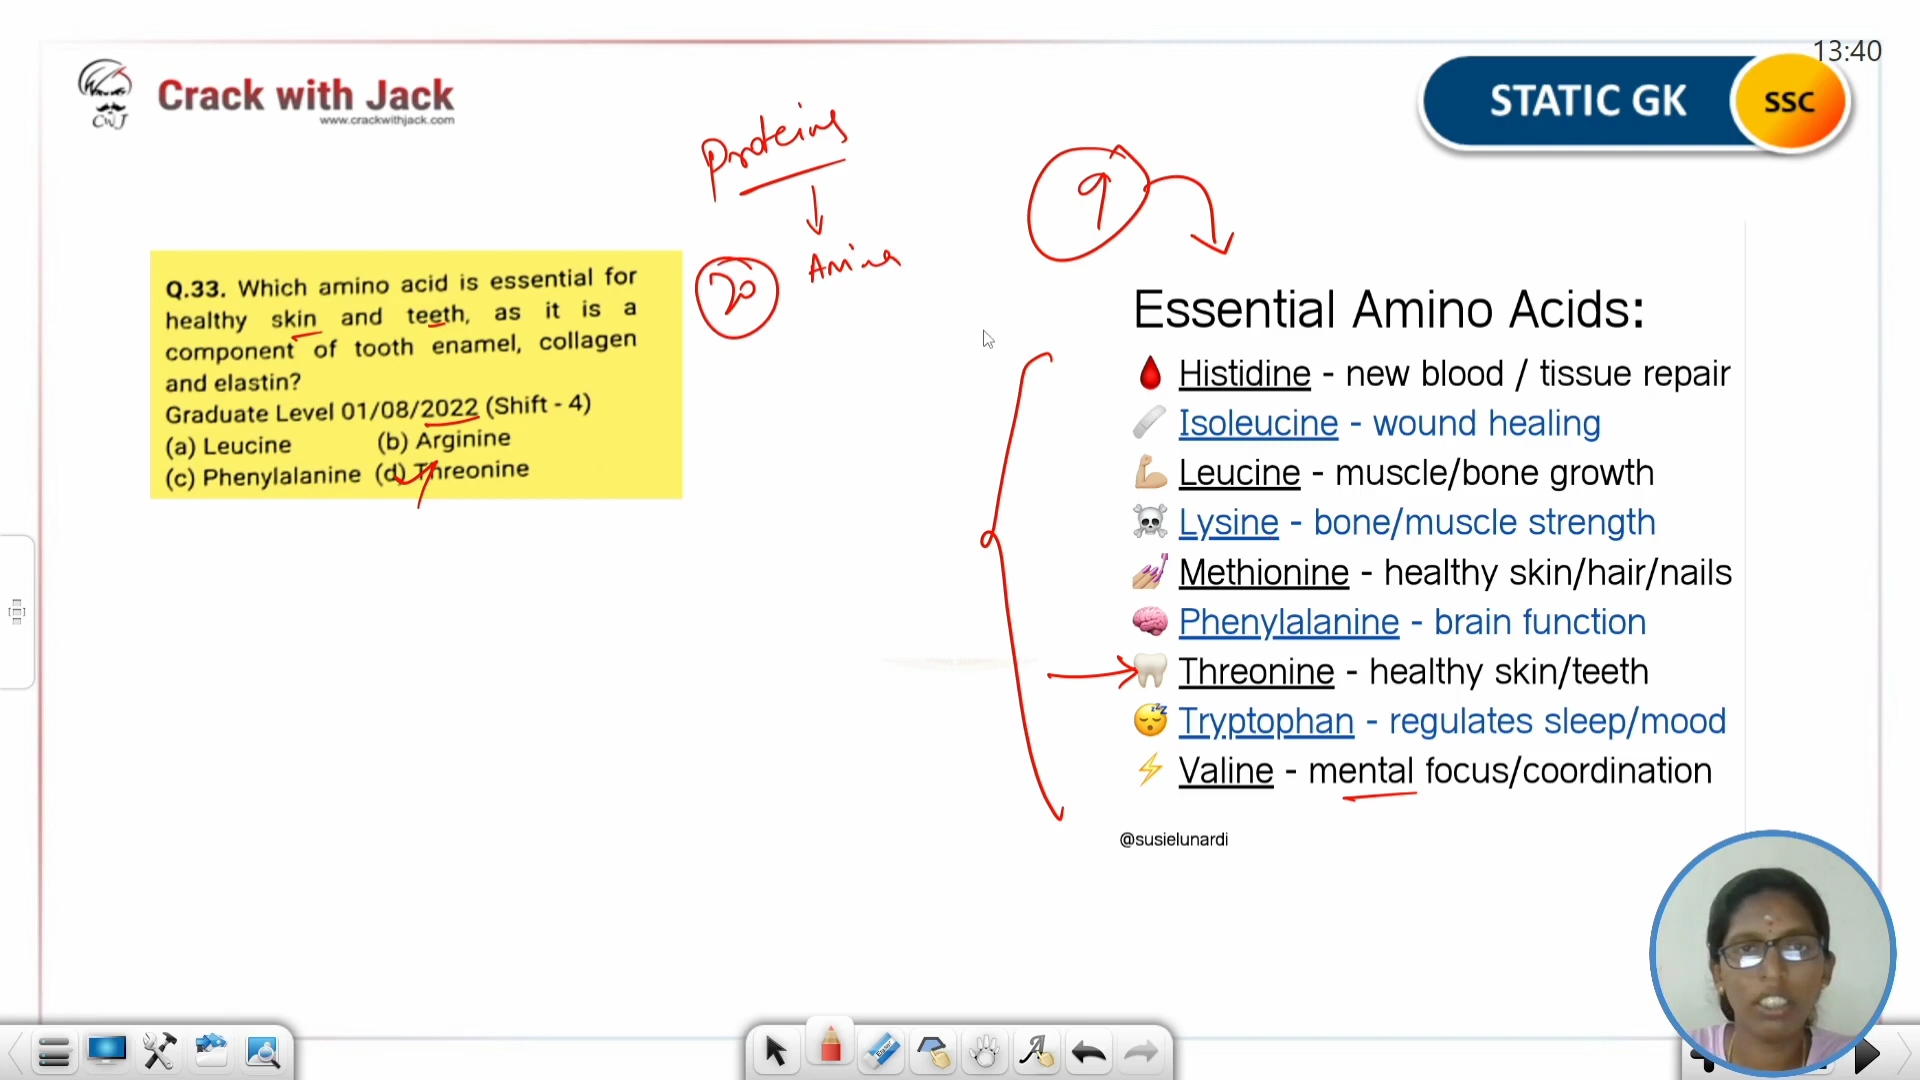 13:40
Crack with Jack
www.crackwithjack.com
CWJ
STATIC GK
SSC
Proteins
20
Amino
9
Q.33. Which amino acid is essential for
healthy skin and teeth, as it is a
component of tooth enamel, collagen
and elastin?
Graduate Level 01/08/2022 (Shift - 4)
(a) Leucine (b) Arginine
(c) Phenylalanine (d) Threonine
Essential Amino Acids:
Histidine - new blood / tissue repair
Isoleucine - wound healing
Leucine - muscle/bone growth
Lysine - bone/muscle strength
Methionine - healthy skin/hair/nails
Phenylalanine - brain function
Threonine - healthy skin/teeth
Tryptophan - regulates sleep/mood
Valine - mental focus/coordination
@susielunardi